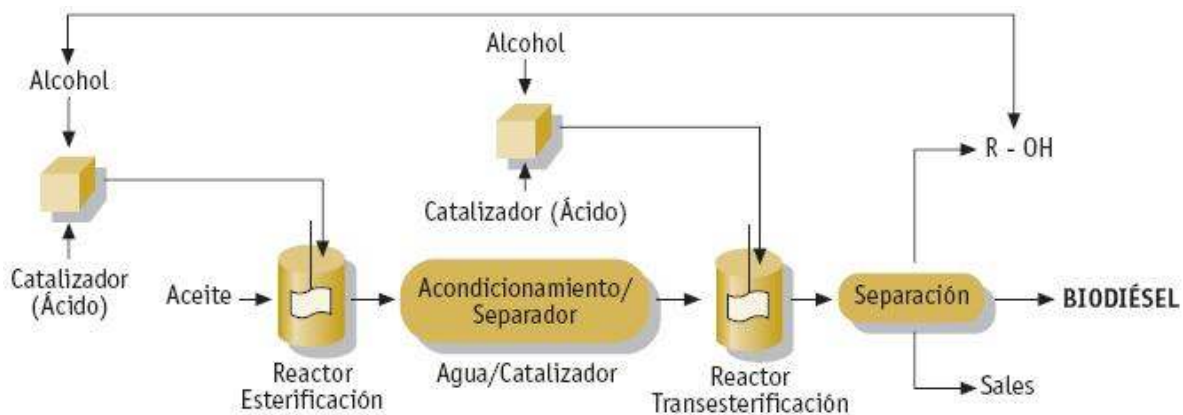 Alcohol
Catalizador
(Ácido)
Aceite
Reactor
Esterificación
Acondicionamiento/
Separador
Agua/Catalizador
Alcohol
Catalizador (Ácido)
Reactor
Transesterificación
Separación
R - OH
BIODIÉSEL
Sales